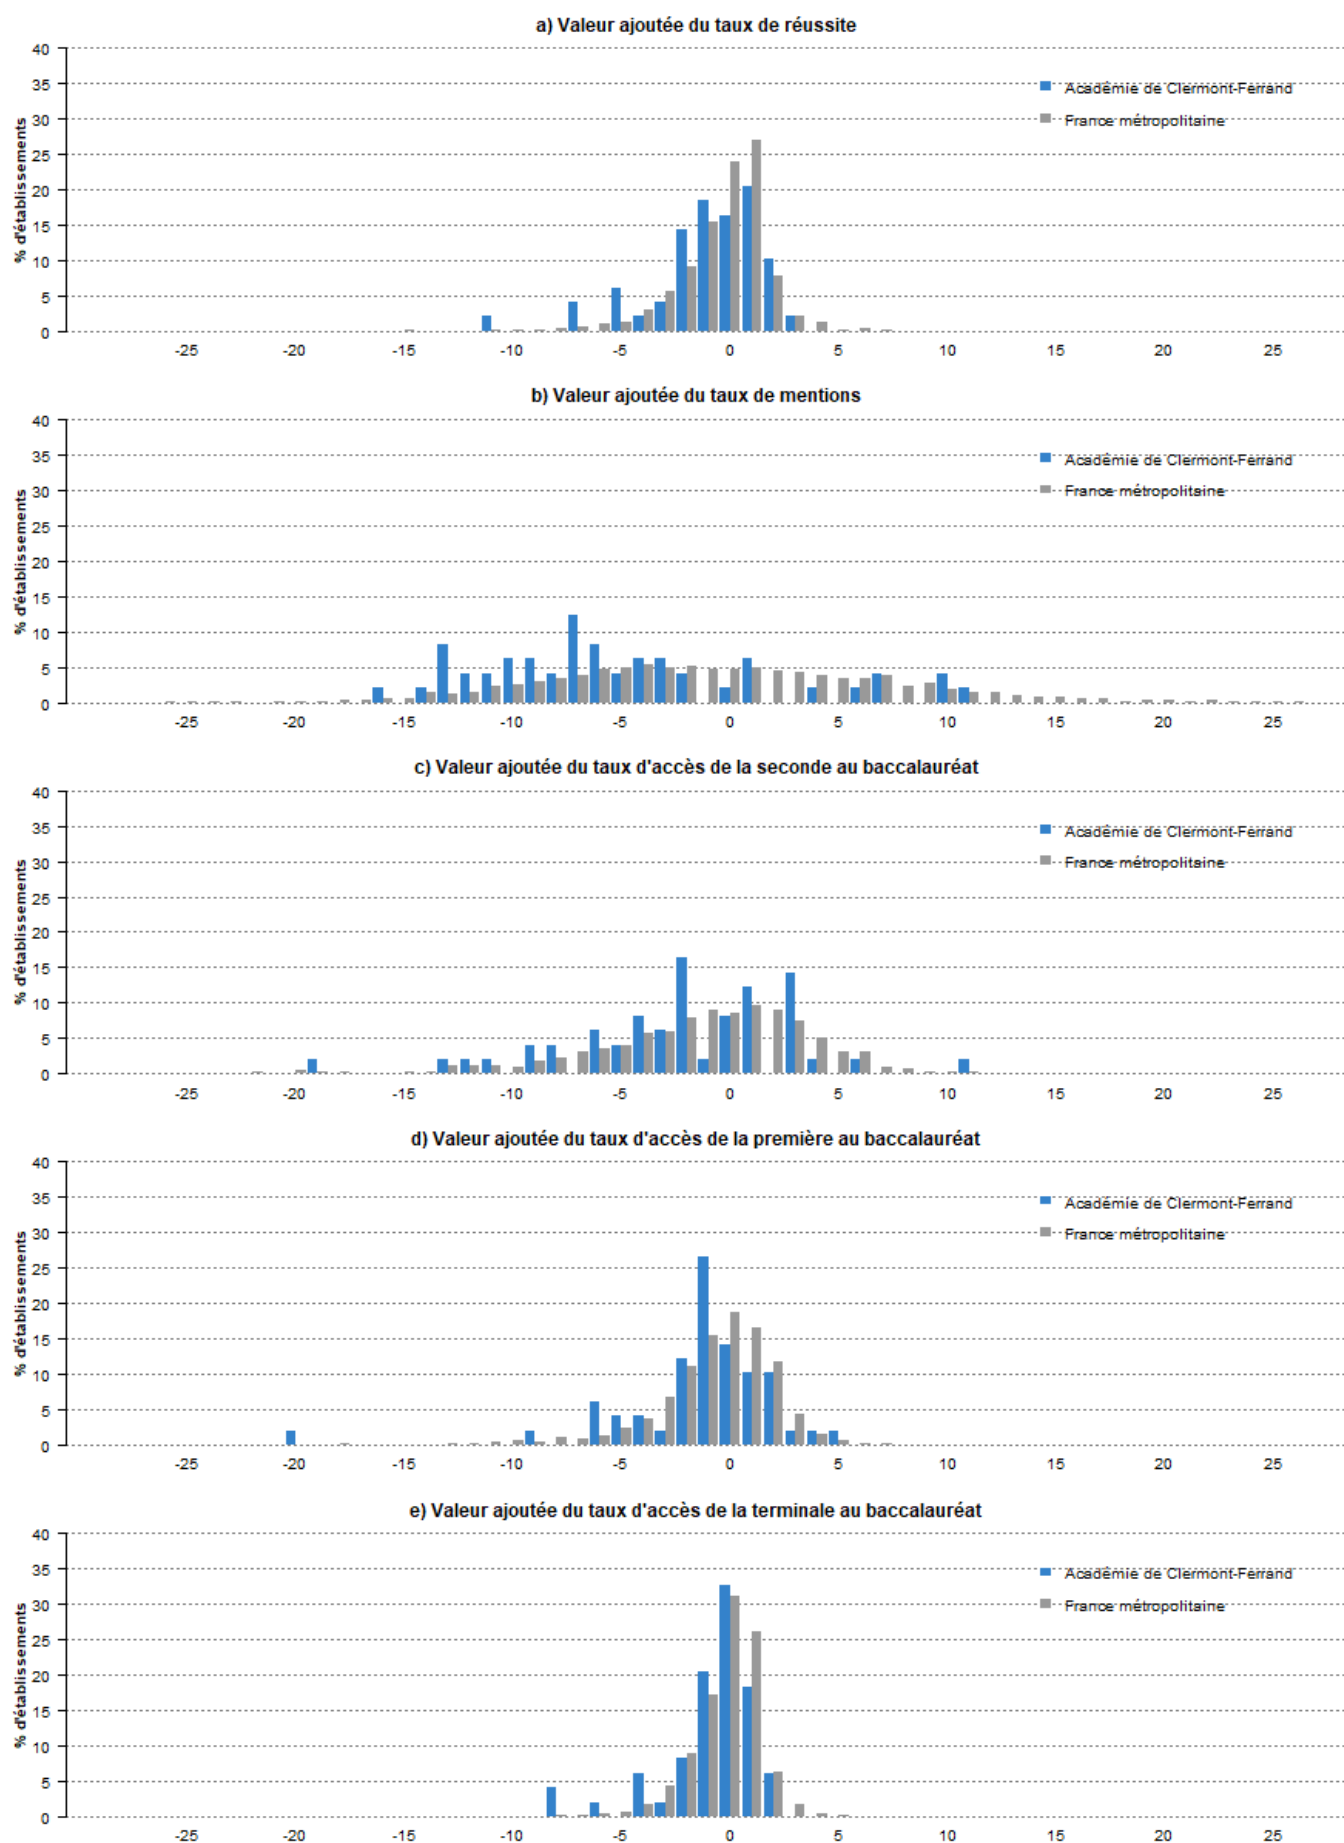 a) Valeur ajoutée du taux de réussite
% d'établissements
40
35
30
25
20
15
10
5
0
Académie de Clermont-Ferrand
France métropolitaine
-25 -20 -15 -10 -5 0 5 10 15 20 25
b) Valeur ajoutée du taux de mentions
% d'établissements
40
35
30
25
20
15
10
5
0
Académie de Clermont-Ferrand
France métropolitaine
-25 -20 -15 -10 -5 0 5 10 15 20 25
c) Valeur ajoutée du taux d'accès de la seconde au baccalauréat
% d'établissements
40
35
30
25
20
15
10
5
0
Académie de Clermont-Ferrand
France métropolitaine
-25 -20 -15 -10 -5 0 5 10 15 20 25
d) Valeur ajoutée du taux d'accès de la première au baccalauréat
% d'établissements
40
35
30
25
20
15
10
5
0
Académie de Clermont-Ferrand
France métropolitaine
-25 -20 -15 -10 -5 0 5 10 15 20 25
e) Valeur ajoutée du taux d'accès de la terminale au baccalauréat
% d'établissements
40
35
30
25
20
15
10
5
0
Académie de Clermont-Ferrand
France métropolitaine
-25 -20 -15 -10 -5 0 5 10 15 20 25